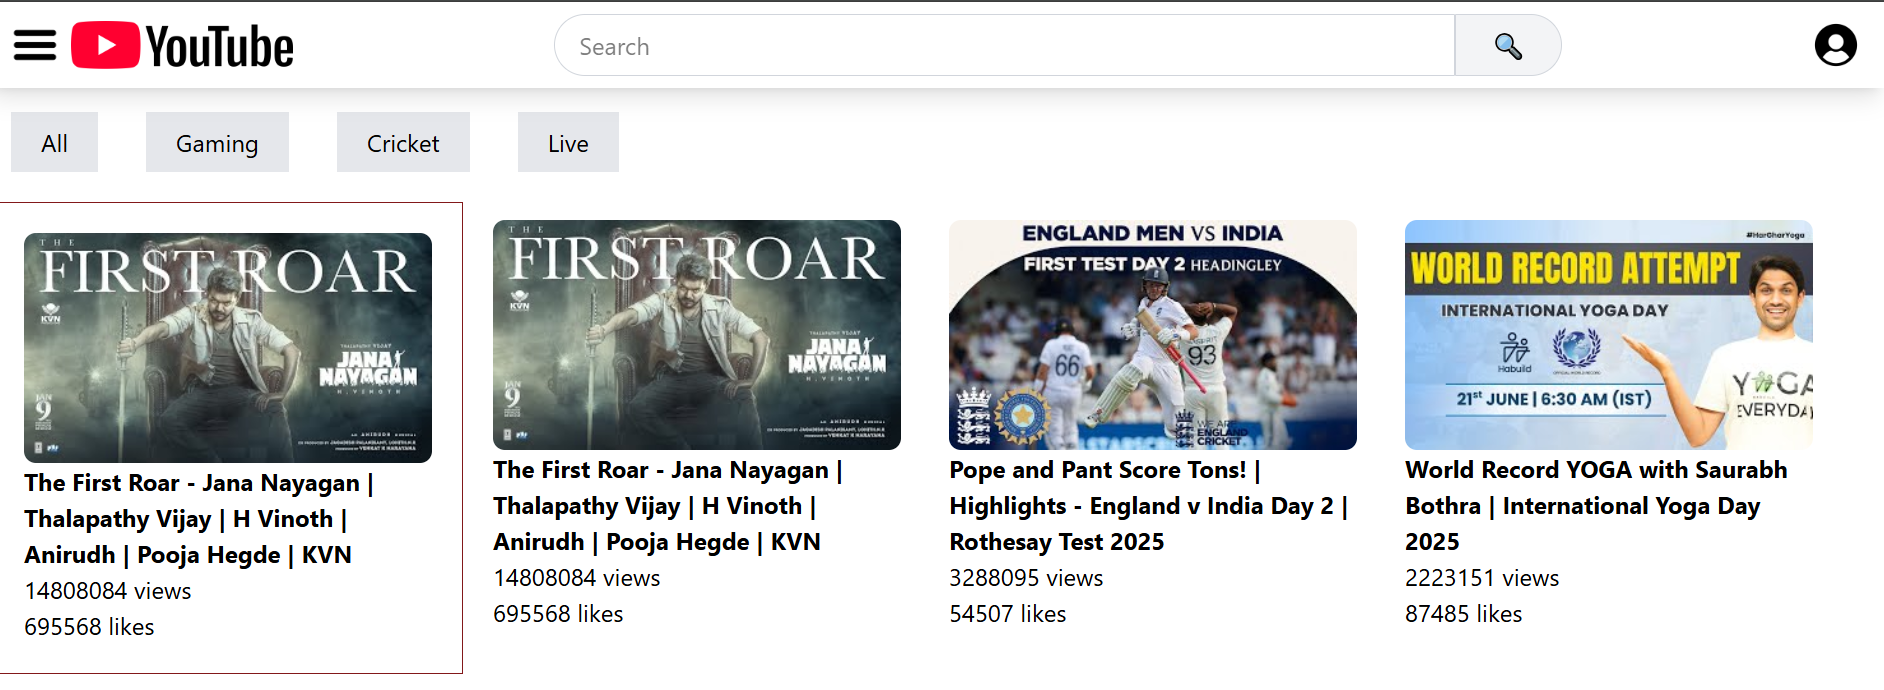 YouTube
Search
All
Gaming
Cricket
Live
THE
FIRST ROAR
KVN
THALAPATHY VIJAY
JANA
NAYAGAN
H. VINOTH
JAN
9
The First Roar - Jana Nayagan |
Thalapathy Vijay | H Vinoth |
Anirudh | Pooja Hegde | KVN
14808084 views
695568 likes
THE
FIRST ROAR
KVN
THALAPATHY VIJAY
JANA
NAYAGAN
H. VINOTH
JAN
9
The First Roar - Jana Nayagan |
Thalapathy Vijay | H Vinoth |
Anirudh | Pooja Hegde | KVN
14808084 views
695568 likes
ENGLAND MEN VS INDIA
FIRST TEST DAY 2 HEADINGLEY
66
93
WE ARE
ENGLAND
CRICKET
Pope and Pant Score Tons! |
Highlights - England v India Day 2 |
Rothesay Test 2025
3288095 views
54507 likes
#HarGharYoga
WORLD RECORD ATTEMPT
INTERNATIONAL YOGA DAY
Habuild
21st JUNE | 6:30 AM (IST)
YOGA
EVERYDAY
World Record YOGA with Saurabh
Bothra | International Yoga Day
2025
2223151 views
87485 likes